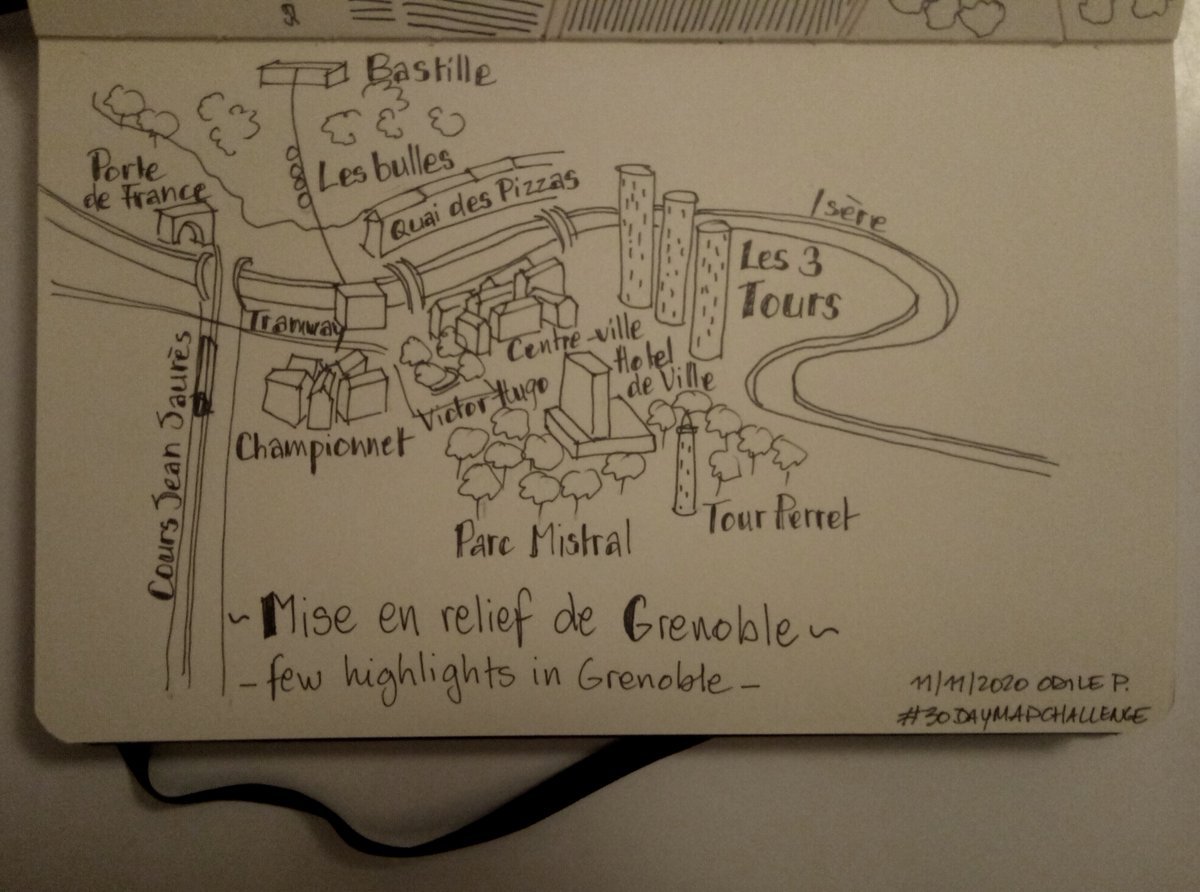 Bastille
Les bulles
Porte
de France
Quai des Pizzas
Isère
Les 3
Tours
Tramway
Centre-ville
Hotel
de Ville
Victor Hugo
Championnet
Cours Jean Jaurès
Parc Mistral
Tour Perret
~ Mise en relief de Grenoble ~
- few highlights in Grenoble -
11/11/2020 ODILE P.
#30DAYMAPCHALLENGE